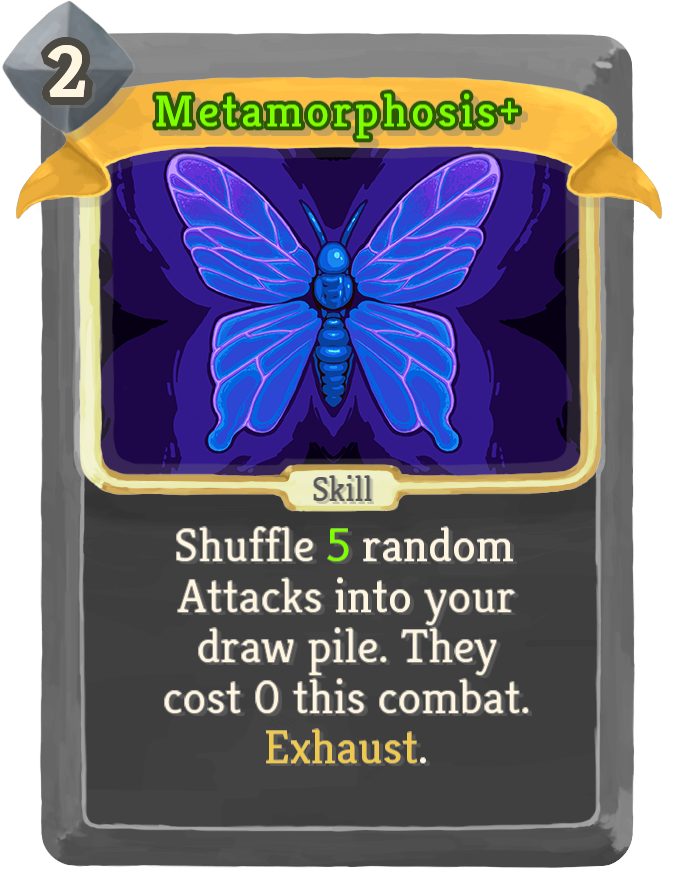 2
Metamorphosis+
Skill
Shuffle 5 random
Attacks into your
draw pile. They
cost 0 this combat.
Exhaust.